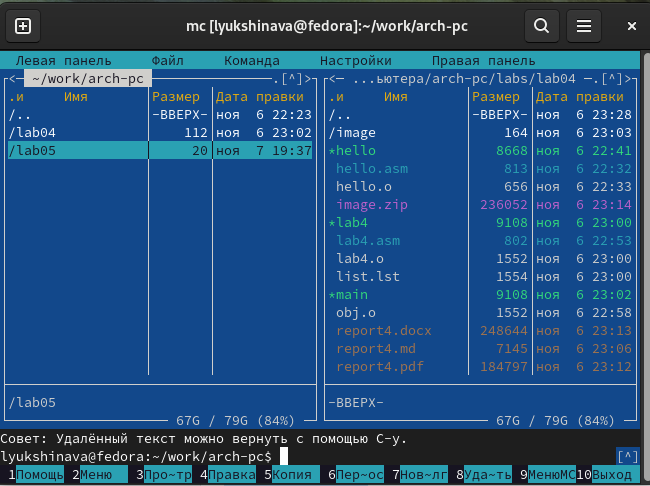 mc [lyukshinava@fedora]:~/work/arch-pc
Левая панель Файл Команда Настройки Правая панель
<─ ~/work/arch-pc ─.[^]>
.и Имя Размер Дата правки
/.. -ВВЕРХ- ноя 6 22:23
/lab04 112 ноя 6 23:02
/lab05 20 ноя 7 19:37
/lab05
67G / 79G (84%)
<─ ...ьютера/arch-pc/labs/lab04 ─.[^]>
.и Имя Размер Дата правки
/.. -ВВЕРХ- ноя 6 23:28
/image 164 ноя 6 23:03
*hello 8668 ноя 6 22:41
hello.asm 813 ноя 6 22:32
hello.o 656 ноя 6 22:33
image.zip 236052 ноя 6 23:14
*lab4 9108 ноя 6 23:00
lab4.asm 802 ноя 6 22:53
lab4.o 1552 ноя 6 23:00
list.lst 1554 ноя 6 23:00
*main 9108 ноя 6 23:02
obj.o 1552 ноя 6 22:58
report4.docx 248644 ноя 6 23:13
report4.md 7145 ноя 6 23:06
report4.pdf 184797 ноя 6 23:12
-ВВЕРХ-
67G / 79G (84%)
Совет: Удалённый текст можно вернуть с помощью C-y.
lyukshinava@fedora:~/work/arch-pc$ [^]
1Помощь 2Меню 3Про~тр 4Правка 5Копия 6Пер~ос 7Нов~лг 8Уда~ть 9МенюMC 10Выход